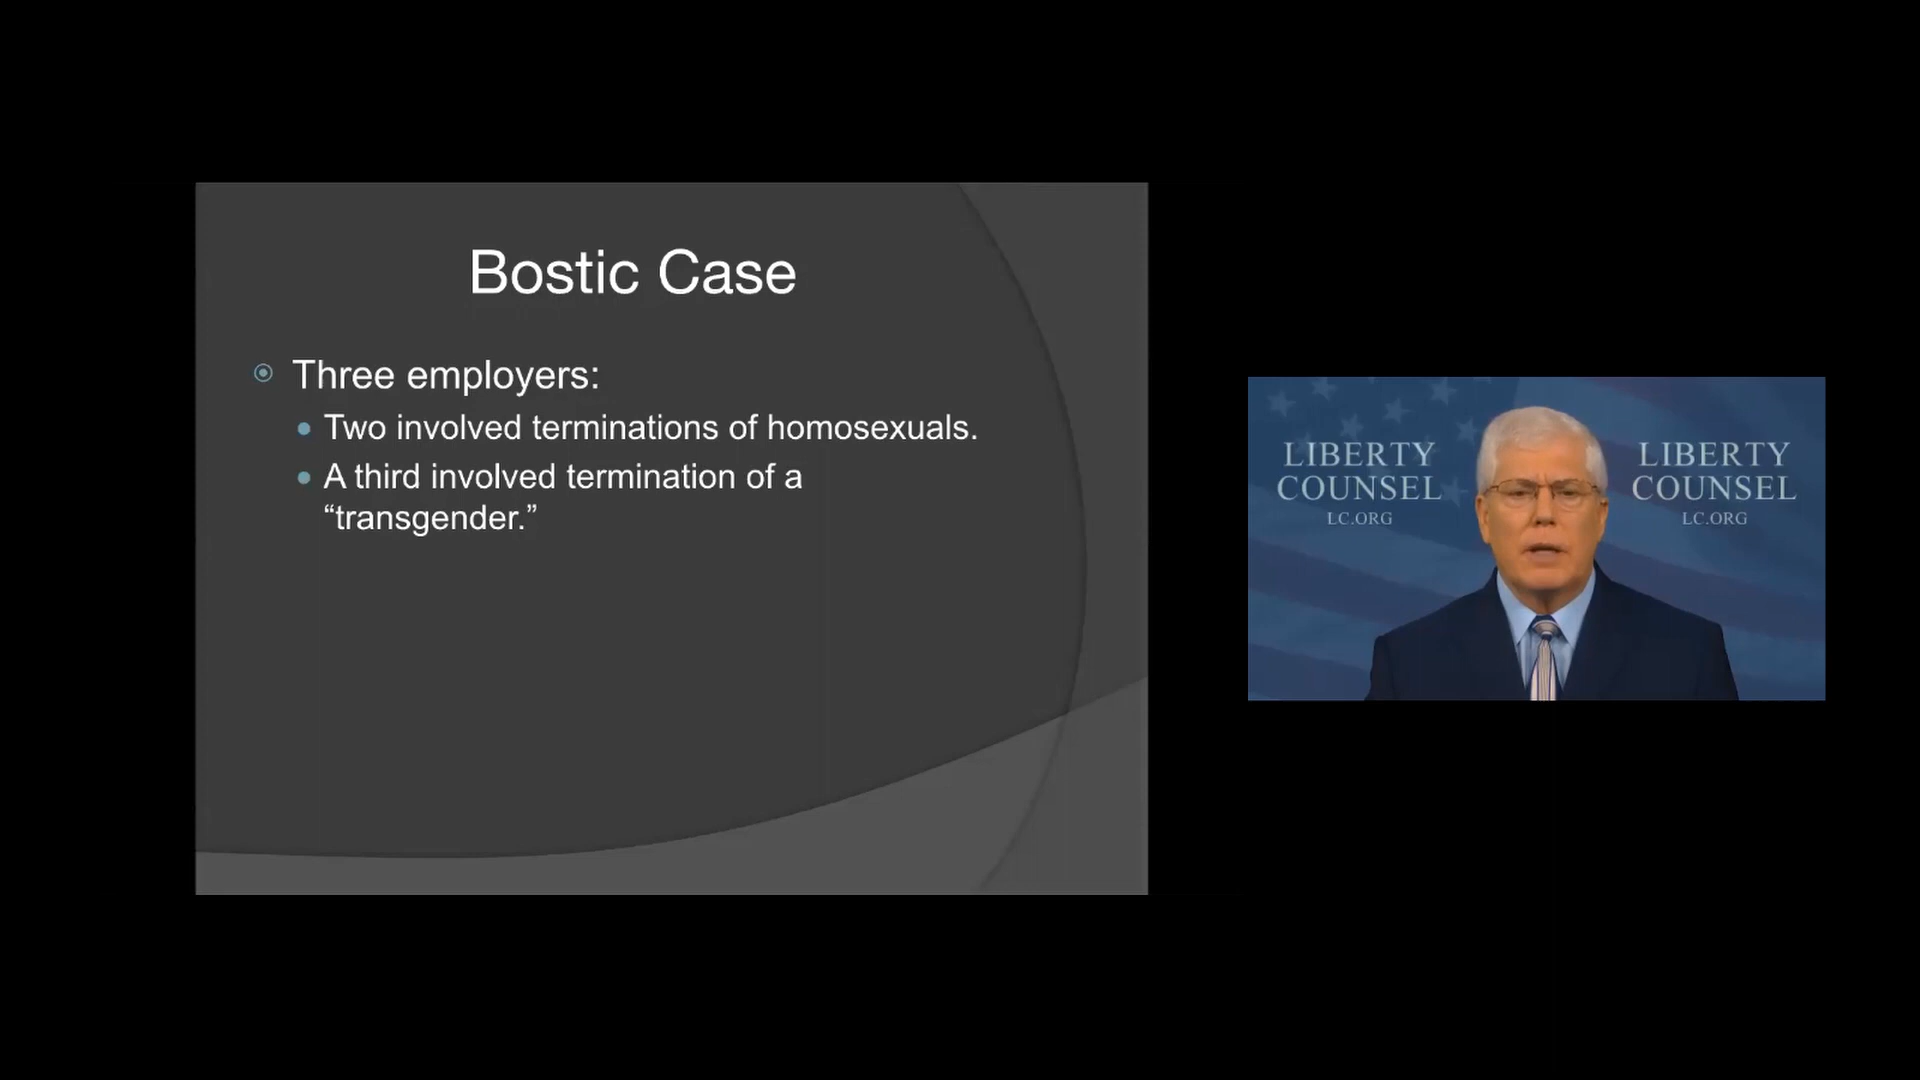 Bostic Case
Three employers:
Two involved terminations of homosexuals.
A third involved termination of a
“transgender.”
LIBERTY
COUNSEL
LC.ORG
LIBERTY
COUNSEL
LC.ORG